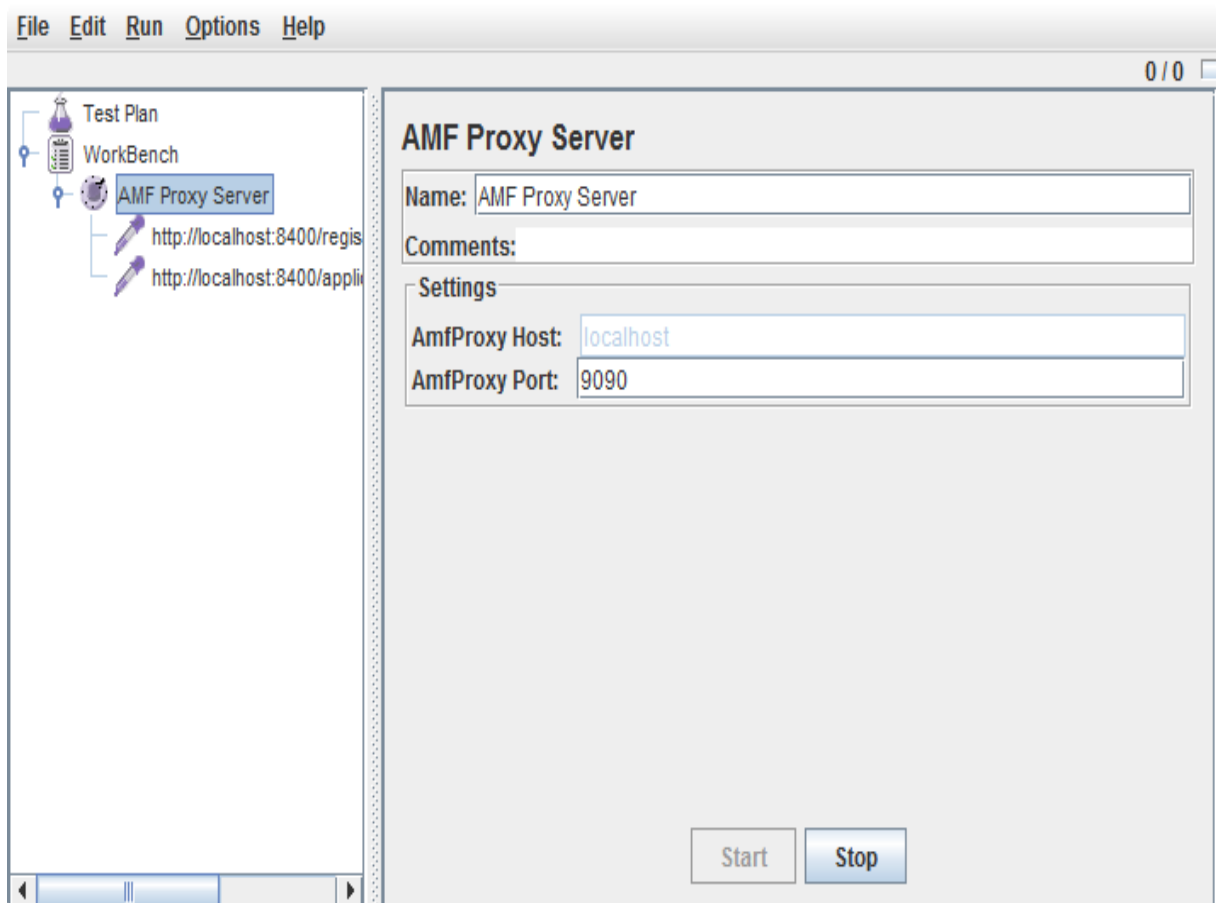 File Edit Run Options Help
0 / 0
Test Plan
WorkBench
AMF Proxy Server
http://localhost:8400/regis
http://localhost:8400/appli
AMF Proxy Server
Name: AMF Proxy Server
Comments:
Settings
AmfProxy Host: localhost
AmfProxy Port: 9090
Start Stop